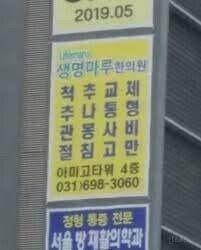 2019.05
Lifemaru
생명마루한의원
척추교체
추나통형
관봉사비
절침고만
아미고타워 4층
031)698-3060
정형 통증 전문
서울 방재활의학과